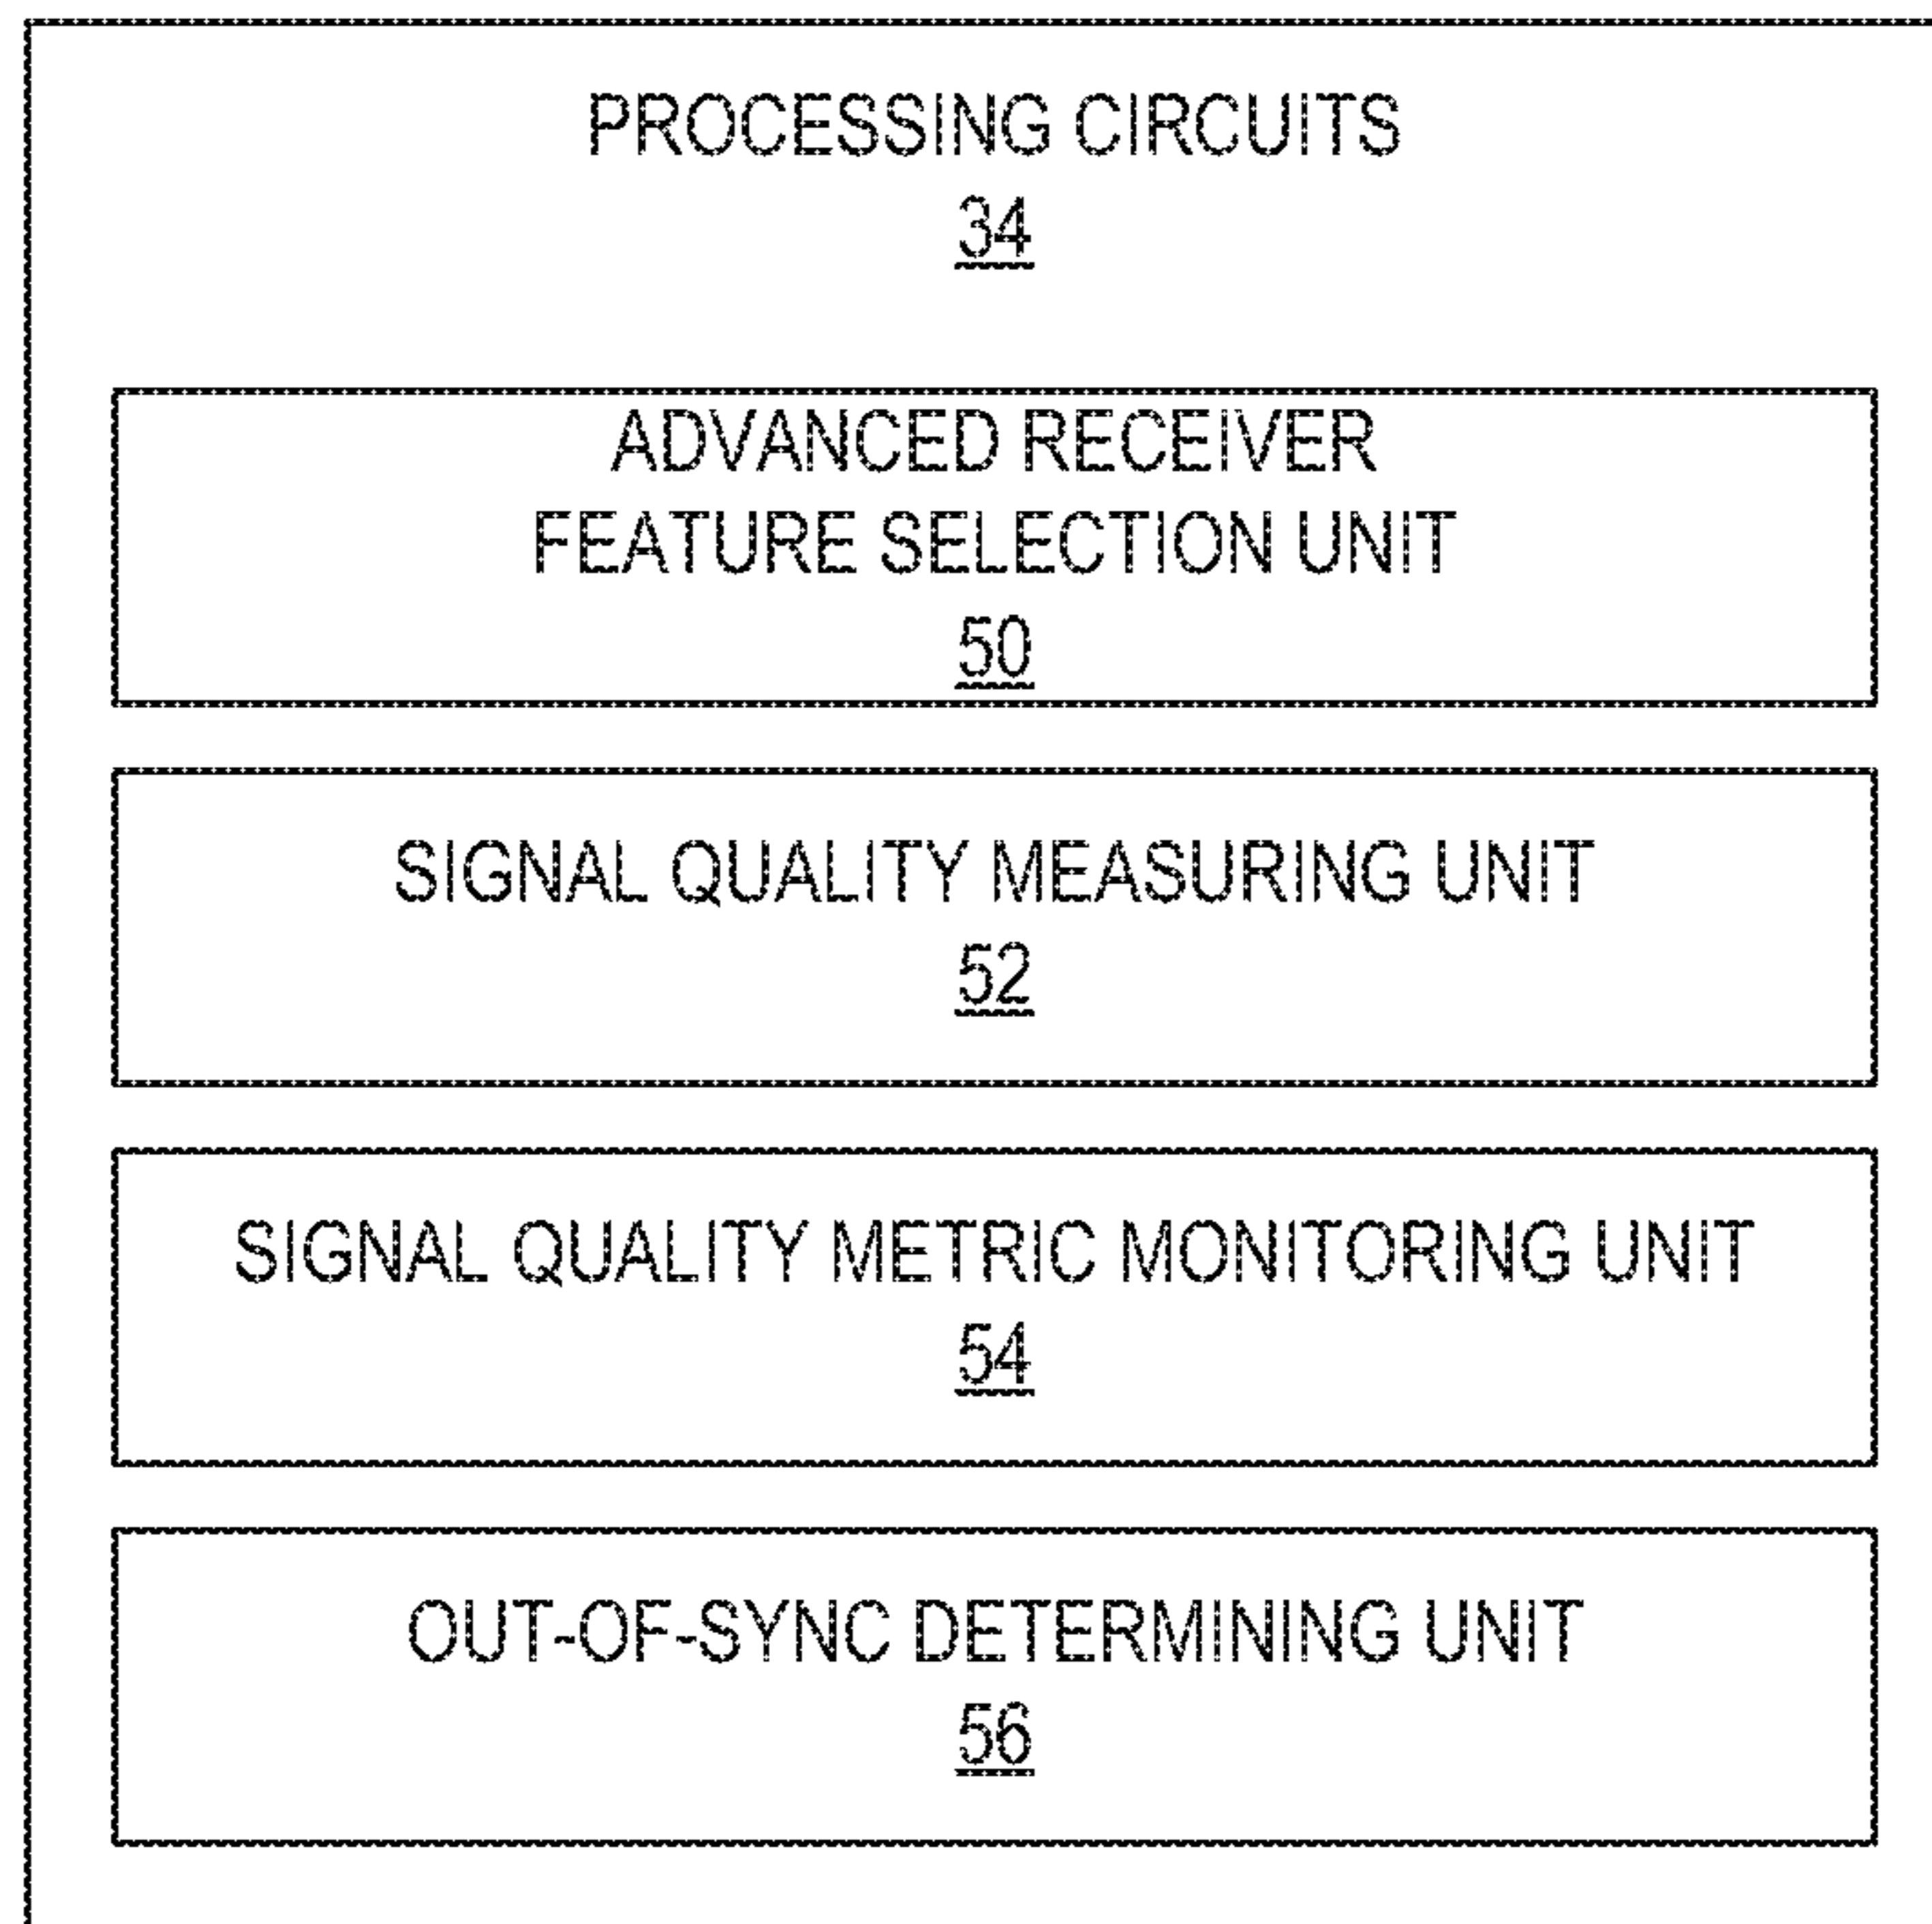 PROCESSING CIRCUITS
34
ADVANCED RECEIVER
FEATURE SELECTION UNIT
50
SIGNAL QUALITY MEASURING UNIT
52
SIGNAL QUALITY METRIC MONITORING UNIT
54
OUT-OF-SYNC DETERMINING UNIT
56